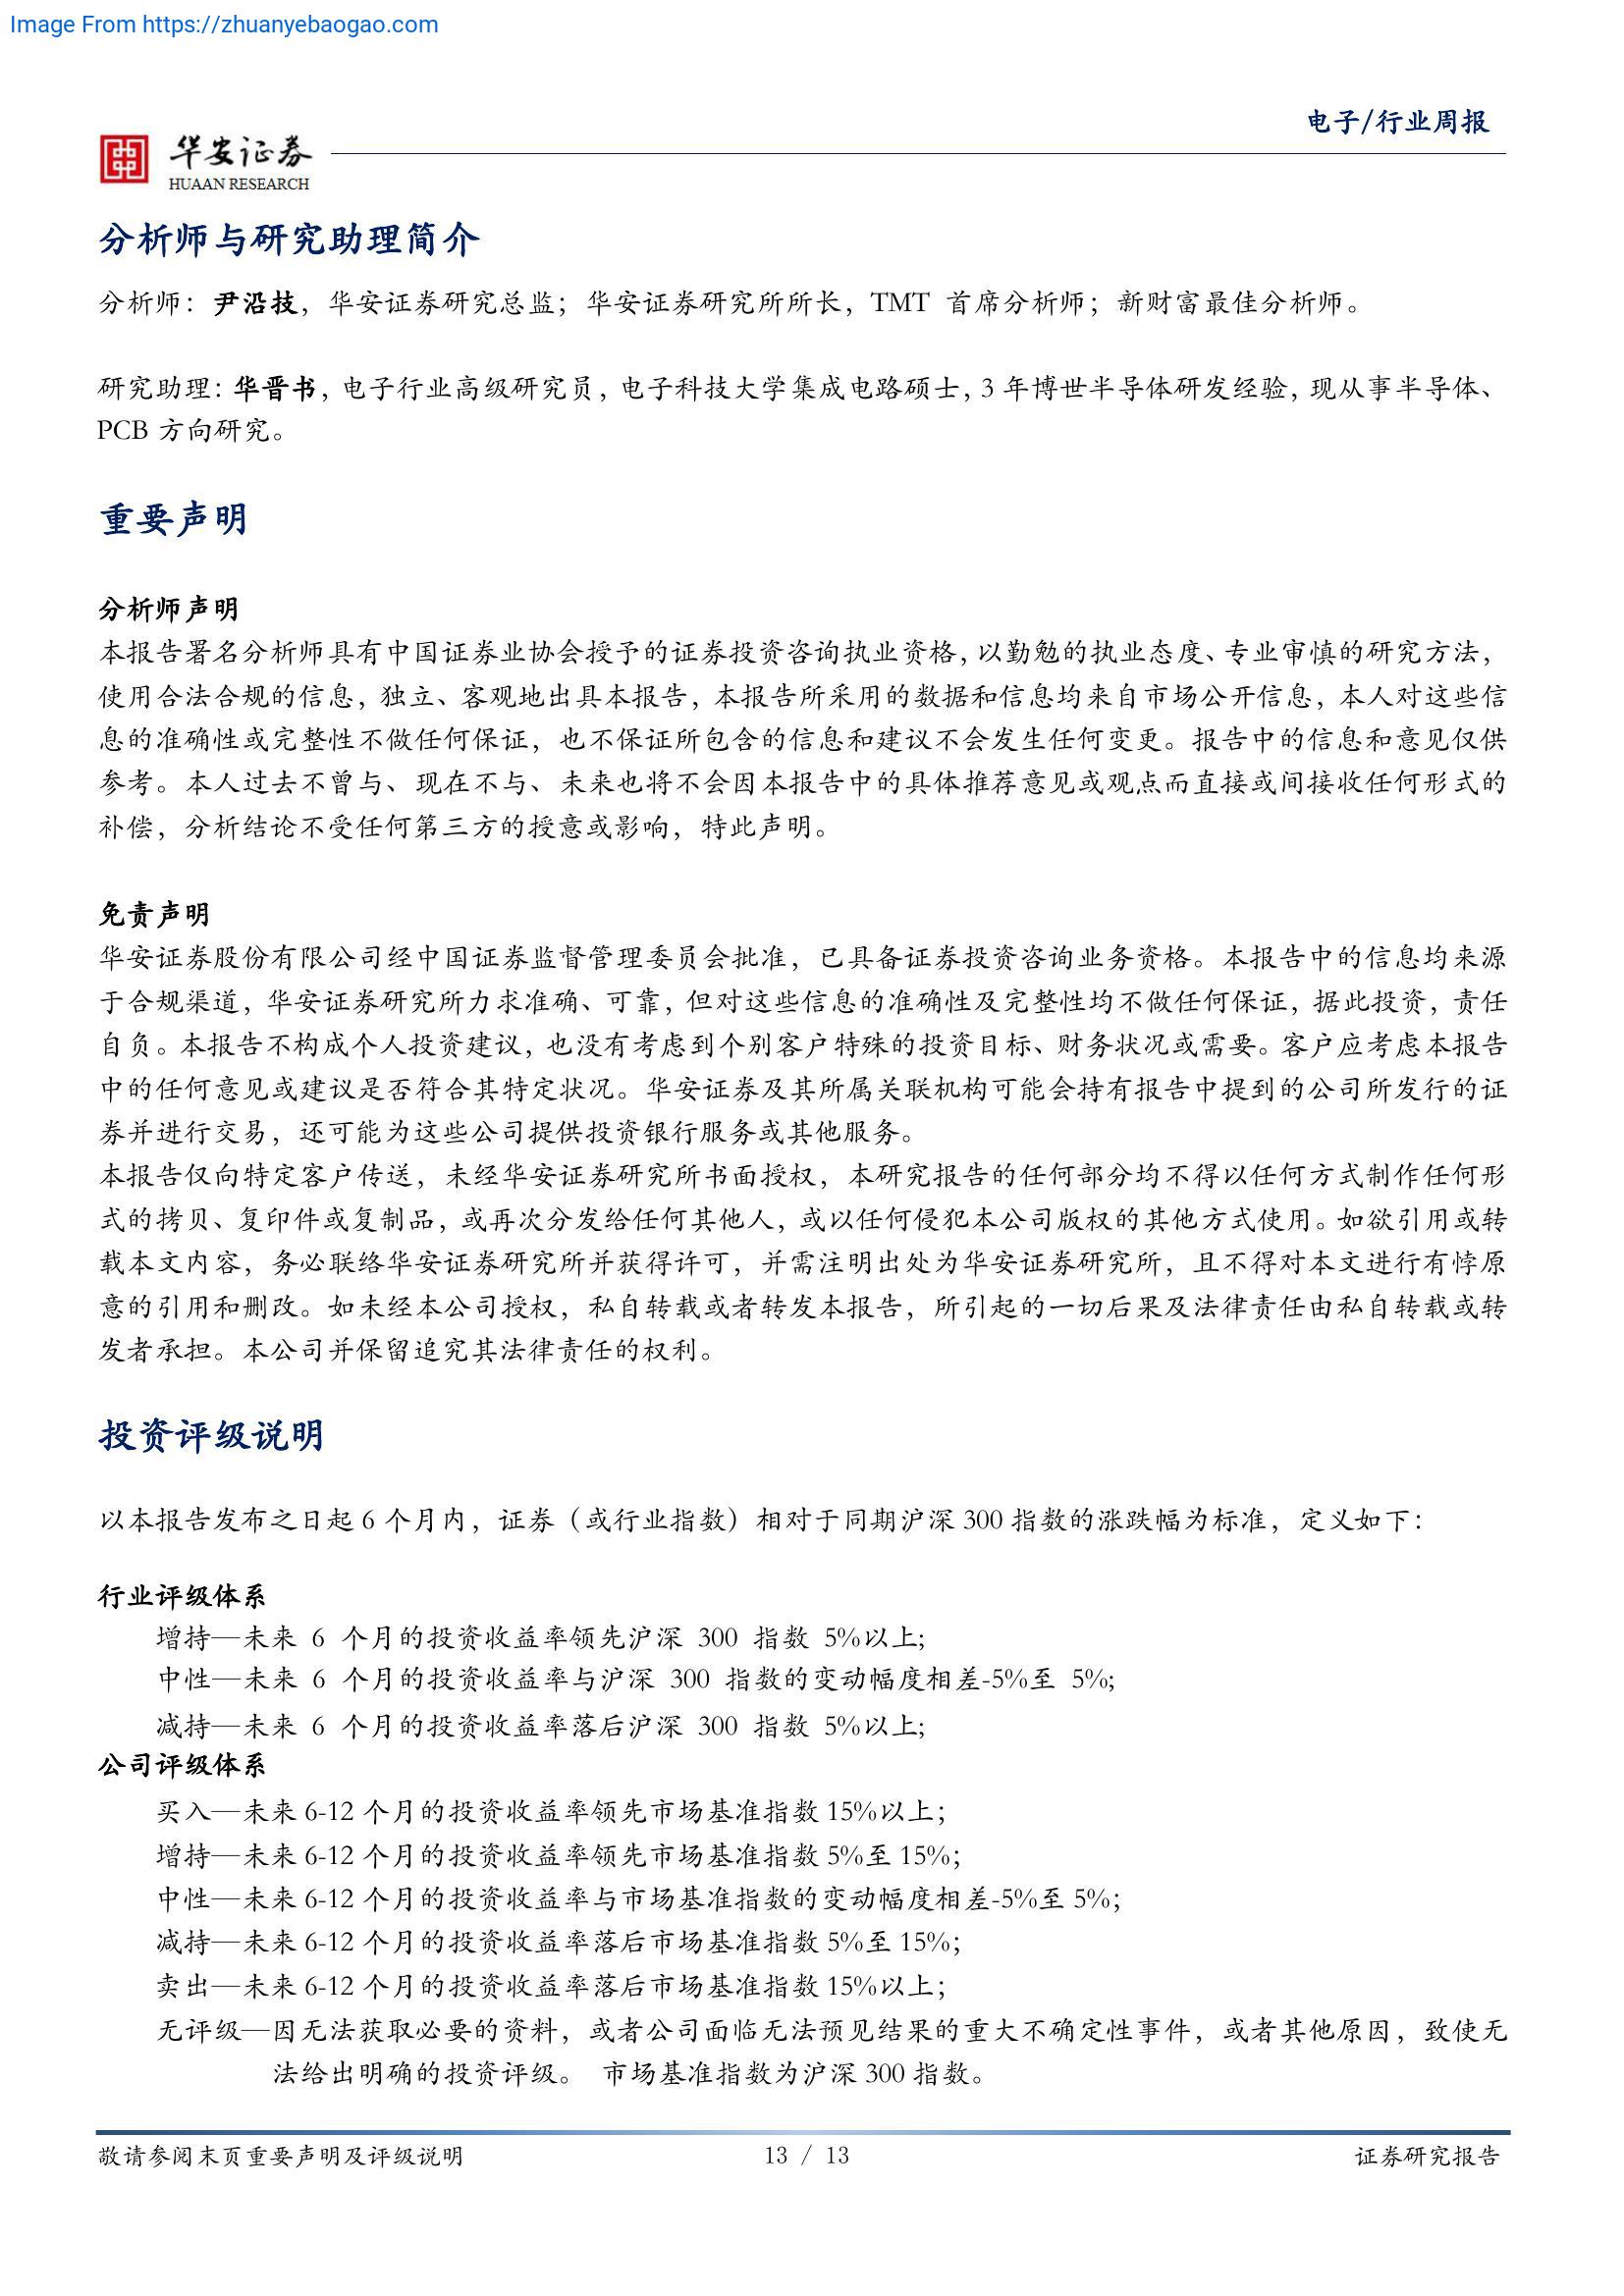 Image From https://zhuanyebaogao.com
电子/行业周报
华安证券
HUAAN RESEARCH
分析师与研究助理简介
分析师：尹沿技，华安证券研究总监；华安证券研究所所长，TMT 首席分析师；新财富最佳分析师。
研究助理：华晋书，电子行业高级研究员，电子科技大学集成电路硕士，3 年博世半导体研发经验，现从事半导体、
PCB 方向研究。
重要声明
分析师声明
本报告署名分析师具有中国证券业协会授予的证券投资咨询执业资格，以勤勉的执业态度、专业审慎的研究方法，
使用合法合规的信息，独立、客观地出具本报告，本报告所采用的数据和信息均来自市场公开信息，本人对这些信
息的准确性或完整性不做任何保证，也不保证所包含的信息和建议不会发生任何变更。报告中的信息和意见仅供
参考。本人过去不曾与、现在不与、未来也将不会因本报告中的具体推荐意见或观点而直接或间接收任何形式的
补偿，分析结论不受任何第三方的授意或影响，特此声明。
免责声明
华安证券股份有限公司经中国证券监督管理委员会批准，已具备证券投资咨询业务资格。本报告中的信息均来源
于合规渠道，华安证券研究所力求准确、可靠，但对这些信息的准确性及完整性均不做任何保证，据此投资，责任
自负。本报告不构成个人投资建议，也没有考虑到个别客户特殊的投资目标、财务状况或需要。客户应考虑本报告
中的任何意见或建议是否符合其特定状况。华安证券及其所属关联机构可能会持有报告中提到的公司所发行的证
券并进行交易，还可能为这些公司提供投资银行服务或其他服务。
本报告仅向特定客户传送，未经华安证券研究所书面授权，本研究报告的任何部分均不得以任何方式制作任何形
式的拷贝、复印件或复制品，或再次分发给任何其他人，或以任何侵犯本公司版权的其他方式使用。如欲引用或转
载本文内容，务必联络华安证券研究所并获得许可，并需注明出处为华安证券研究所，且不得对本文进行有悖原
意的引用和删改。如未经本公司授权，私自转载或者转发本报告，所引起的一切后果及法律责任由私自转载或转
发者承担。本公司并保留追究其法律责任的权利。
投资评级说明
以本报告发布之日起 6 个月内，证券（或行业指数）相对于同期沪深 300 指数的涨跌幅为标准，定义如下：
行业评级体系
增持—未来 6 个月的投资收益率领先沪深 300 指数 5%以上;
中性—未来 6 个月的投资收益率与沪深 300 指数的变动幅度相差-5%至 5%;
减持—未来 6 个月的投资收益率落后沪深 300 指数 5%以上;
公司评级体系
买入—未来 6-12 个月的投资收益率领先市场基准指数 15%以上；
增持—未来 6-12 个月的投资收益率领先市场基准指数 5%至 15%；
中性—未来 6-12 个月的投资收益率与市场基准指数的变动幅度相差-5%至 5%；
减持—未来 6-12 个月的投资收益率落后市场基准指数 5%至 15%；
卖出—未来 6-12 个月的投资收益率落后市场基准指数 15%以上；
无评级—因无法获取必要的资料，或者公司面临无法预见结果的重大不确定性事件，或者其他原因，致使无
法给出明确的投资评级。 市场基准指数为沪深 300 指数。
敬请参阅末页重要声明及评级说明 13 / 13 证券研究报告